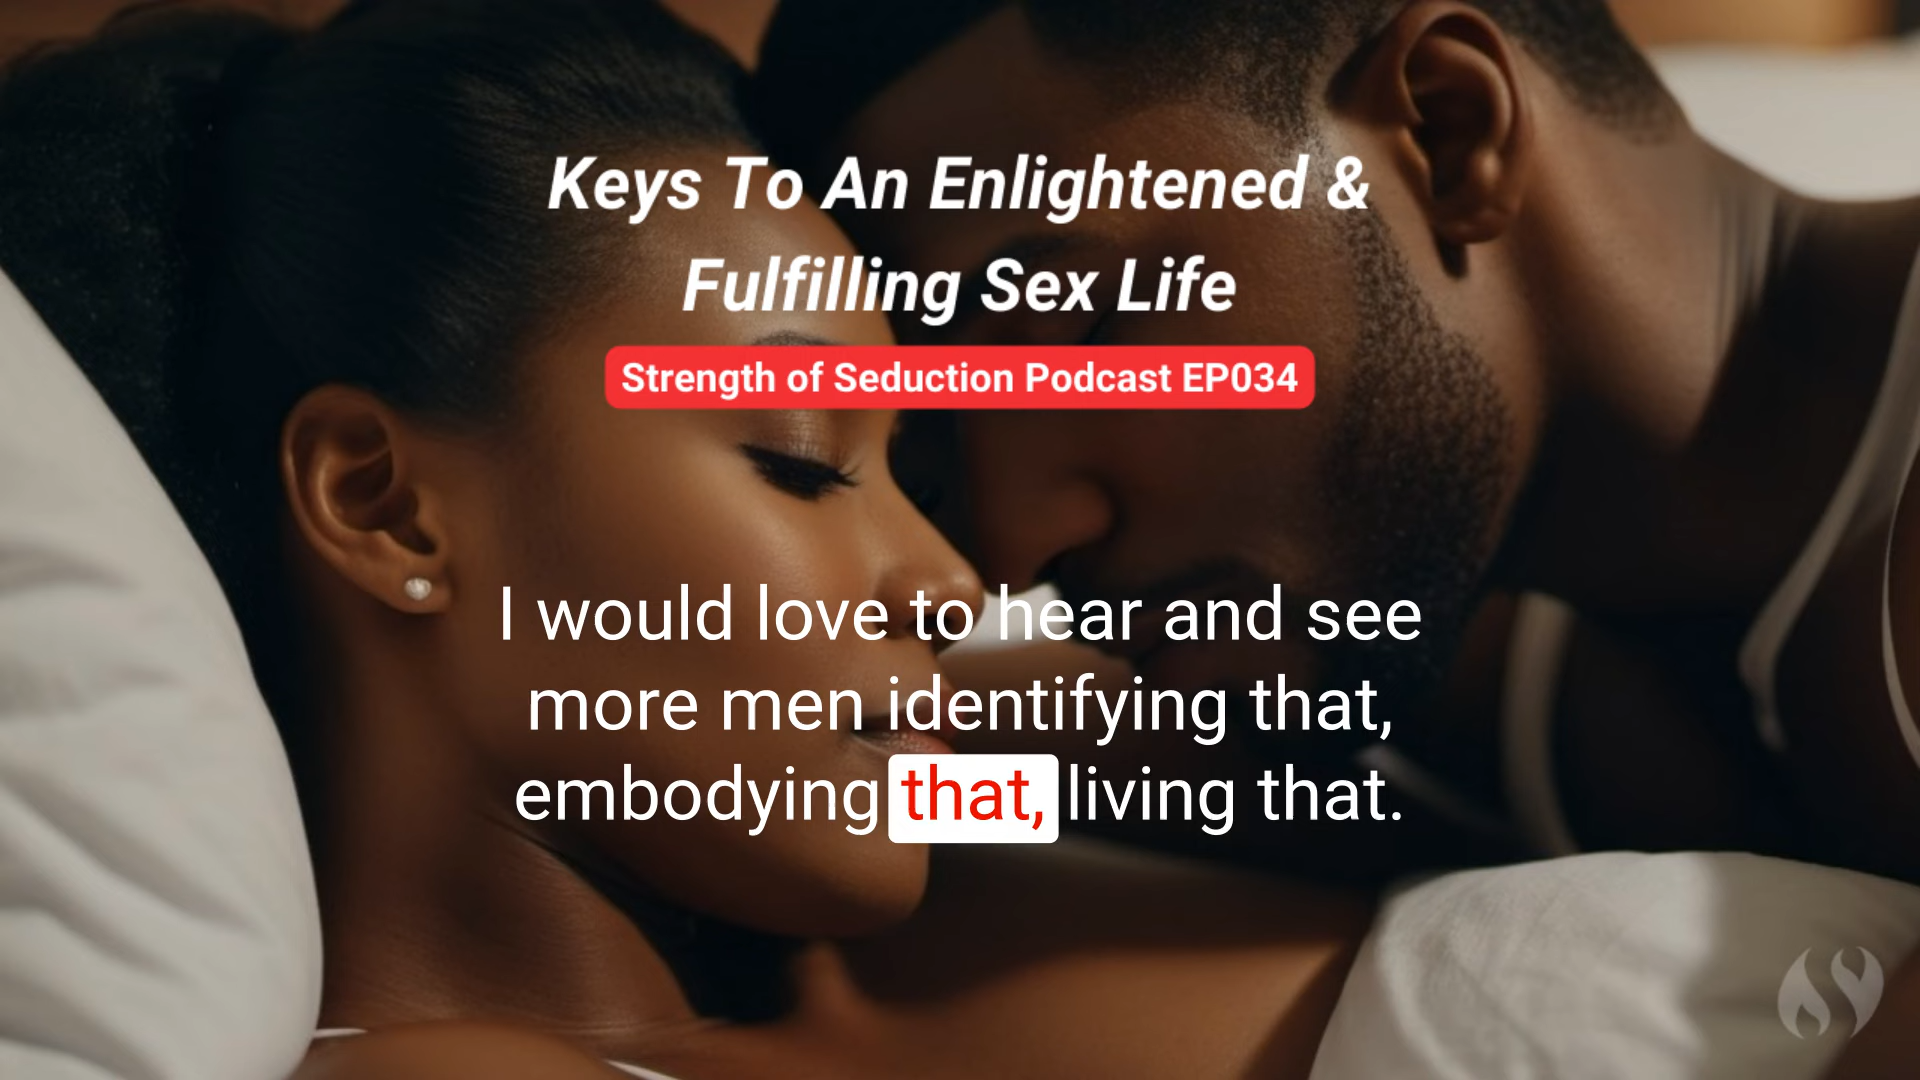 Keys To An Enlightened &
Fulfilling Sex Life
Strength of Seduction Podcast EP034
I would love to hear and see
more men identifying that,
embodying that, living that.